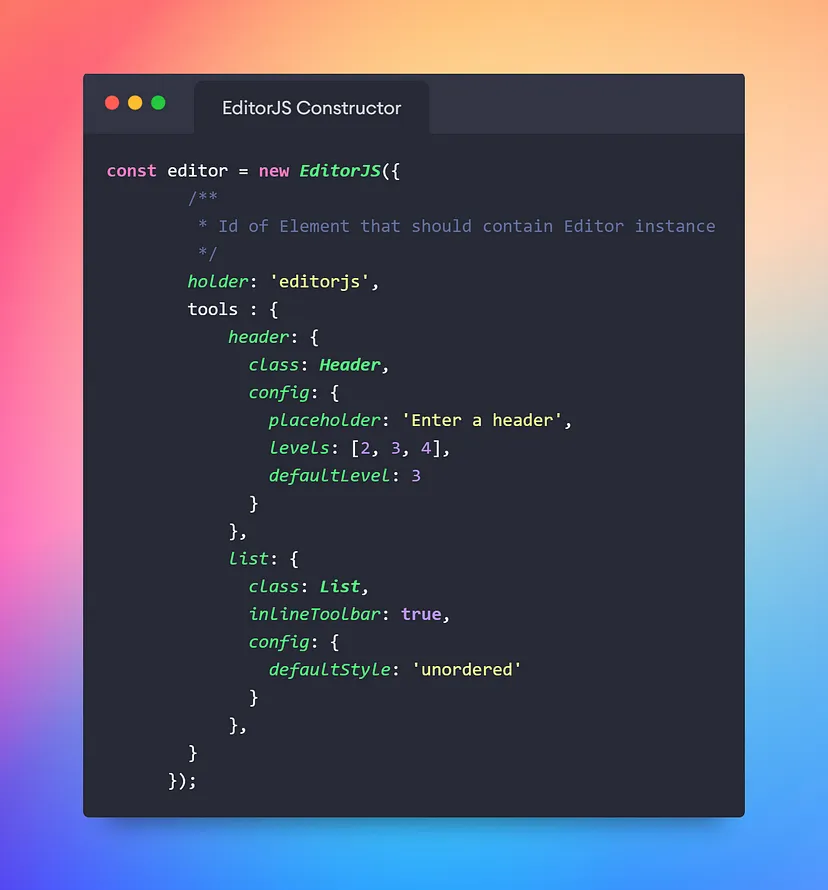 EditorJS Constructor
const editor = new EditorJS({
/**
* Id of Element that should contain Editor instance
*/
holder: 'editorjs',
tools : {
header: {
class: Header,
config: {
placeholder: 'Enter a header',
levels: [2, 3, 4],
defaultLevel: 3
}
},
list: {
class: List,
inlineToolbar: true,
config: {
defaultStyle: 'unordered'
}
},
}
});